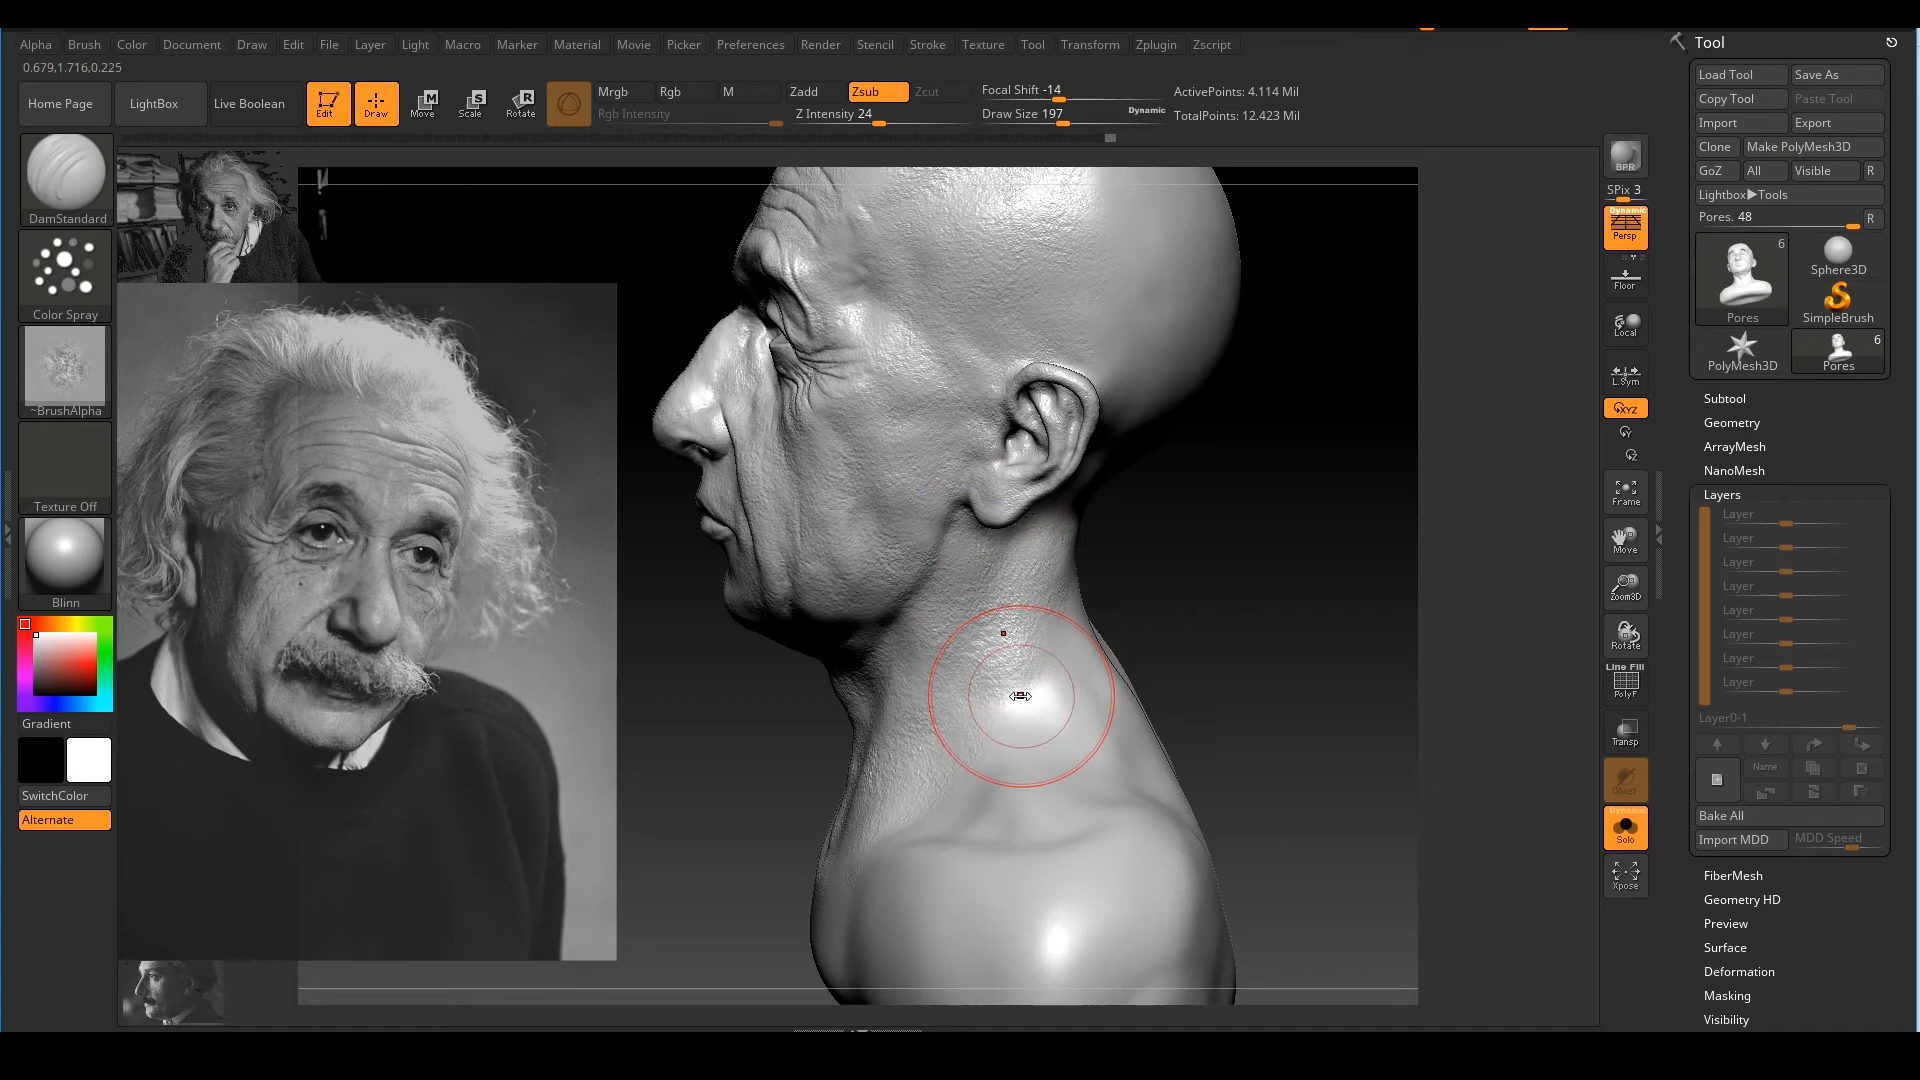 Tool
Alpha Brush Color Document Draw Edit File Layer Light Macro Marker Material Movie Picker Preferences Render Stencil Stroke Texture Tool Transform Zplugin Zscript
0.679,1.716,0.225
Load Tool Save As
Home Page LightBox Live Boolean Edit Draw Move Scale Rotate
M S R
Mrgb Rgb M Zadd Zsub Zcut Focal Shift -14 ActivePoints: 4.114 Mil
Rgb Intensity Z Intensity 24 Draw Size 197 Dynamic TotalPoints: 12.423 Mil
Copy Tool Paste Tool
Import Export
Clone Make PolyMesh3D
GoZ All Visible R
Lightbox▶Tools
Pores. 48 R
6
Pores
Sphere3D
SimpleBrush
PolyMesh3D
6
Pores
DamStandard
Color Spray
~BrushAlpha
Texture Off
Blinn
Gradient
SwitchColor
Alternate
BPR
SPix 3
Dynamic
Persp
Floor
Local
L.Sym
XYZ
Y
Z
Frame
Move
Zoom3D
Rotate
Line Fill
PolyF
Transp
Ghost
Dynamic
Solo
Xpose
Subtool
Geometry
ArrayMesh
NanoMesh
Layers
Layer
Layer
Layer
Layer
Layer
Layer
Layer
Layer
Layer0-1
Name
Bake All
Import MDD MDD Speed
FiberMesh
Geometry HD
Preview
Surface
Deformation
Masking
Visibility